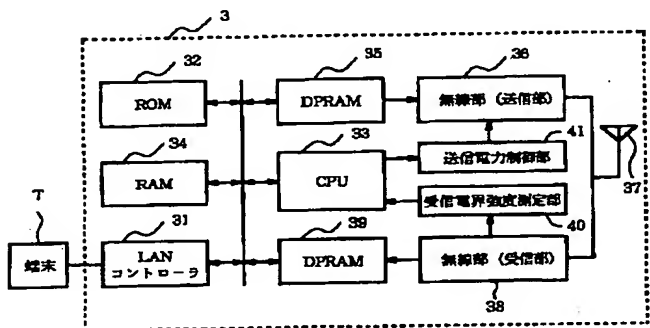 3
32
ROM
35
DPRAM
36
無線部 (送信部)
34
RAM
33
CPU
送信電力制御部
41
37
受信電界強度測定部
40
T
端末
31
LAN
コントローラ
39
DPRAM
無線部 (受信部)
38